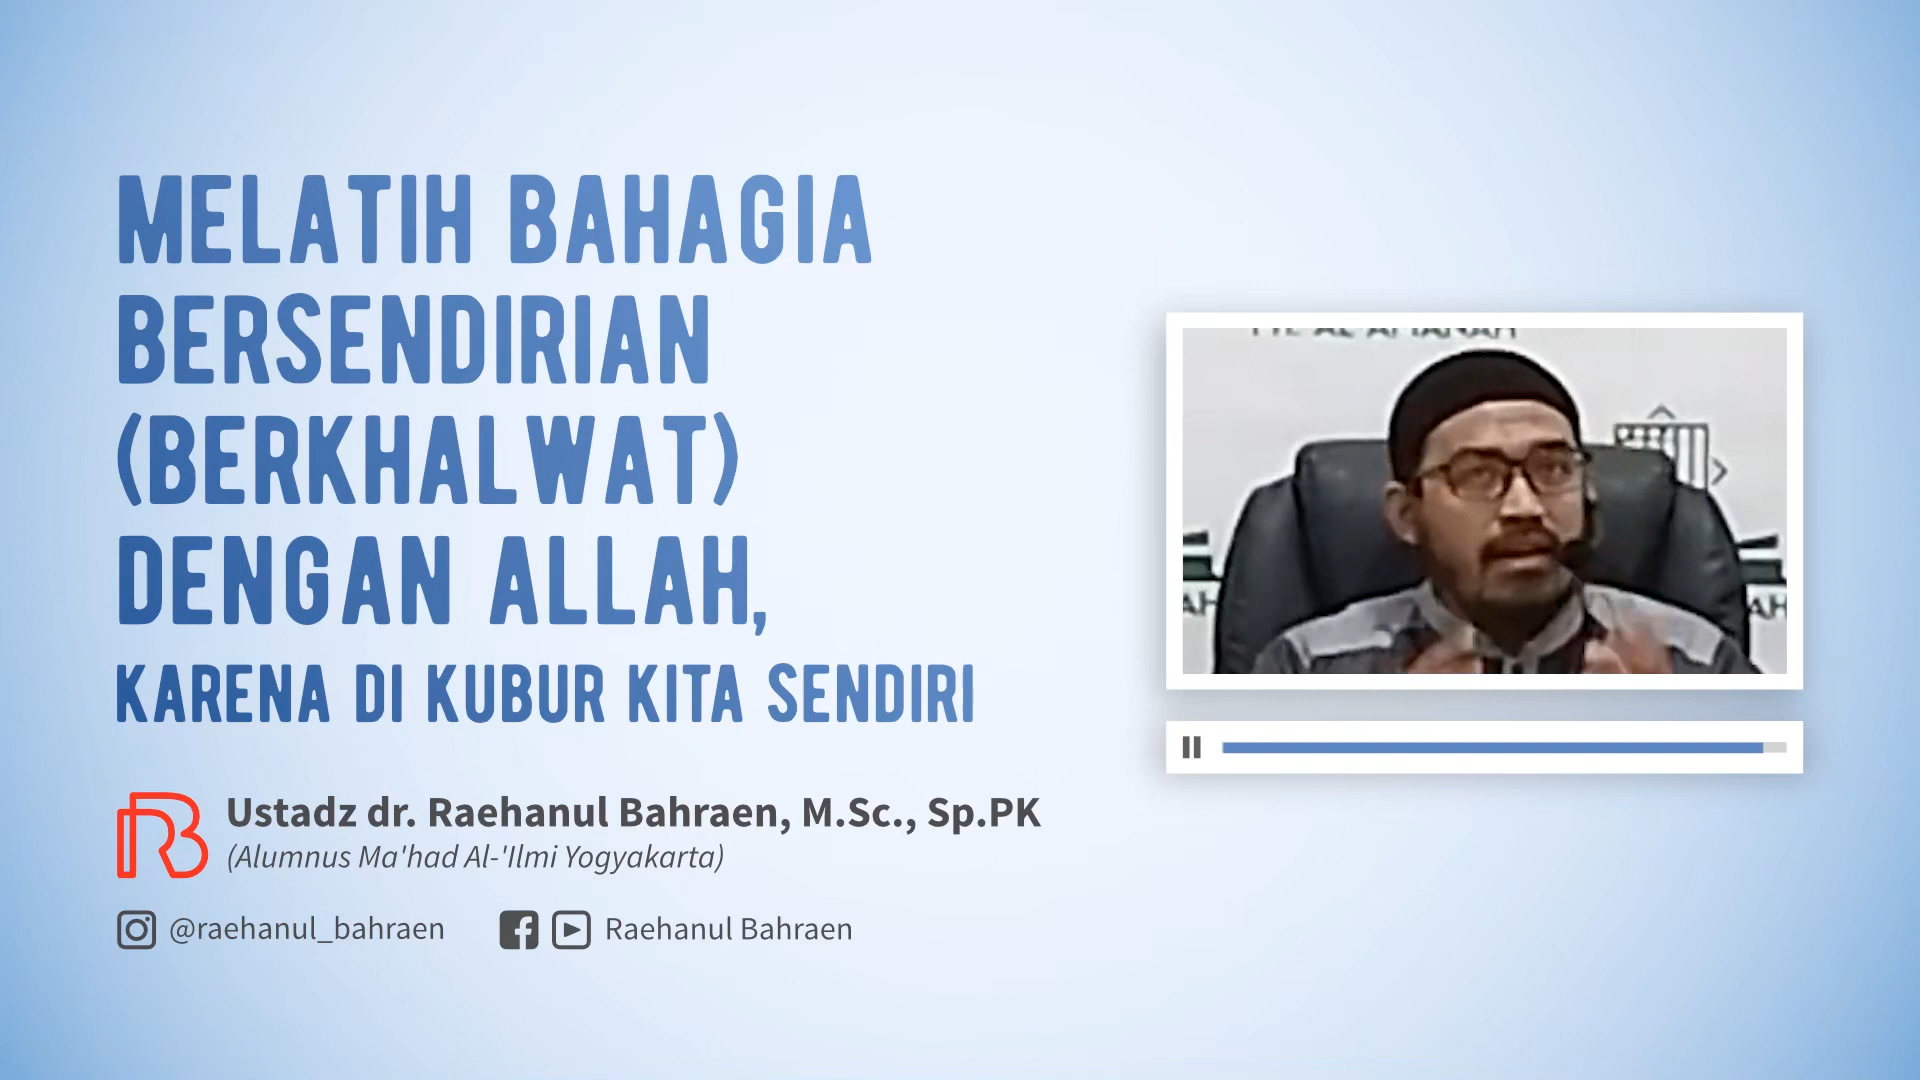 MELATIH BAHAGIA
BERSENDIRIAN
(BERKHALWAT)
DENGAN ALLAH,
KARENA DI KUBUR KITA SENDIRI
Ustadz dr. Raehanul Bahraen, M.Sc., Sp.PK
(Alumnus Ma'had Al-'Ilmi Yogyakarta)
@raehanul_bahraen
Raehanul Bahraen